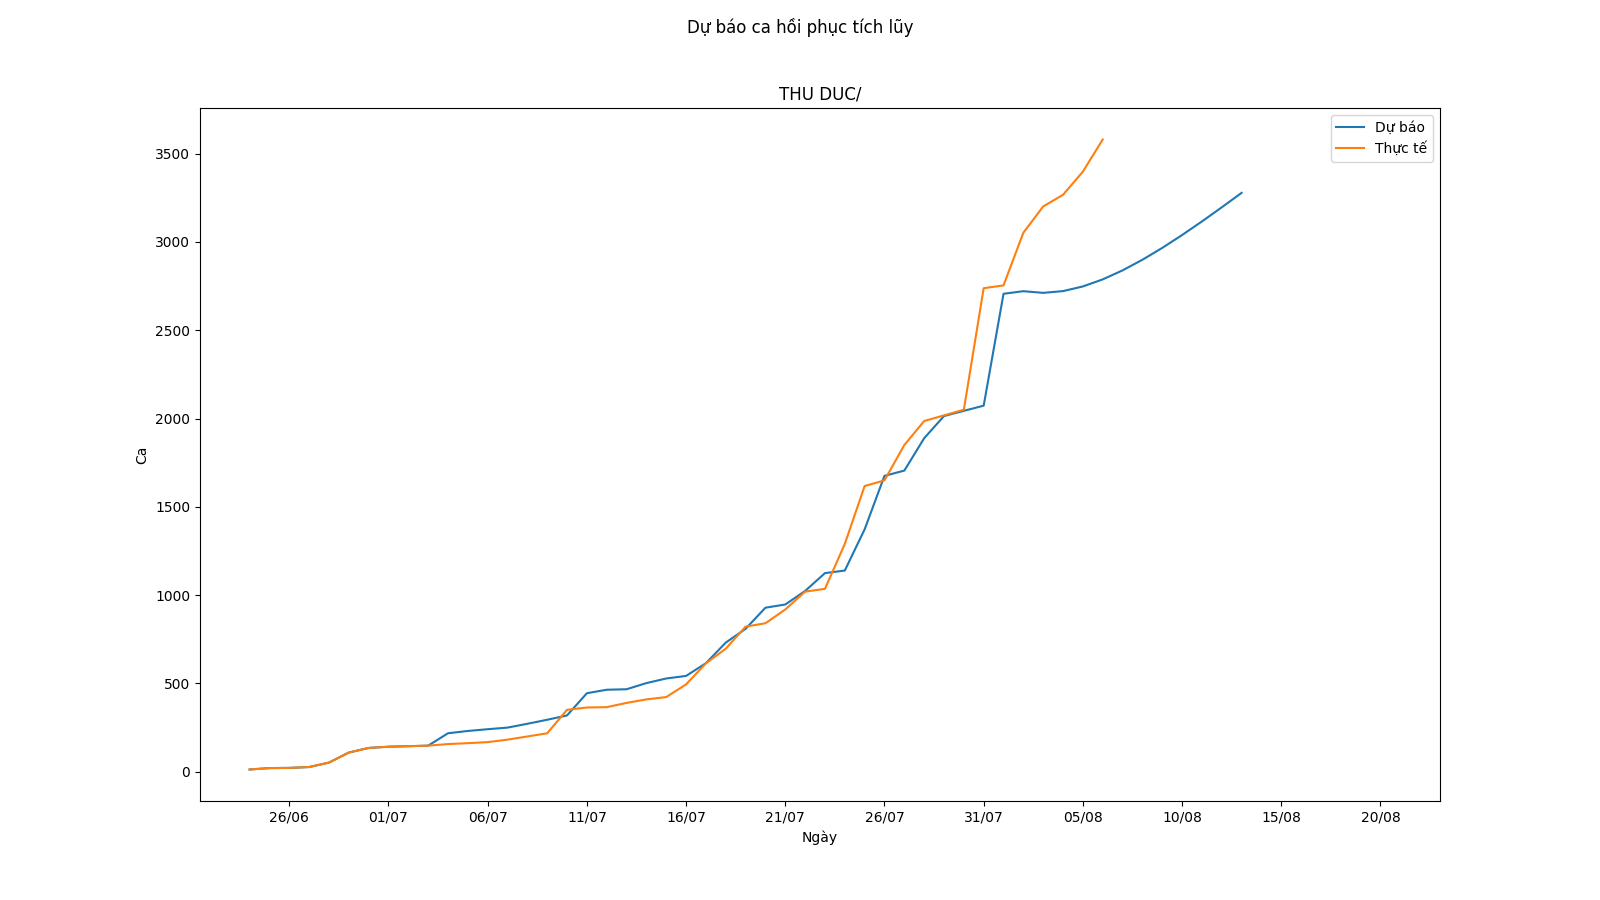 Dự báo ca hồi phục tích lũy
THU DUC/
Dự báo
Thực tế
3500
3000
2500
2000
1500
1000
500
0
Ca
26/06 01/07 06/07 11/07 16/07 21/07 26/07 31/07 05/08 10/08 15/08 20/08
Ngày